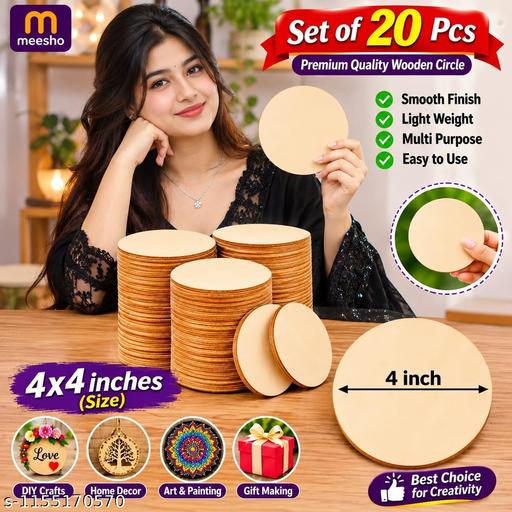 meesho
Set of 20 Pcs
Premium Quality Wooden Circle
Smooth Finish
Light Weight
Multi Purpose
Easy to Use
4 inch
4x4 inches
(Size)
Love
DIY Crafts
Home Decor
Art & Painting
Gift Making
Best Choice
for Creativity
s-1155170570